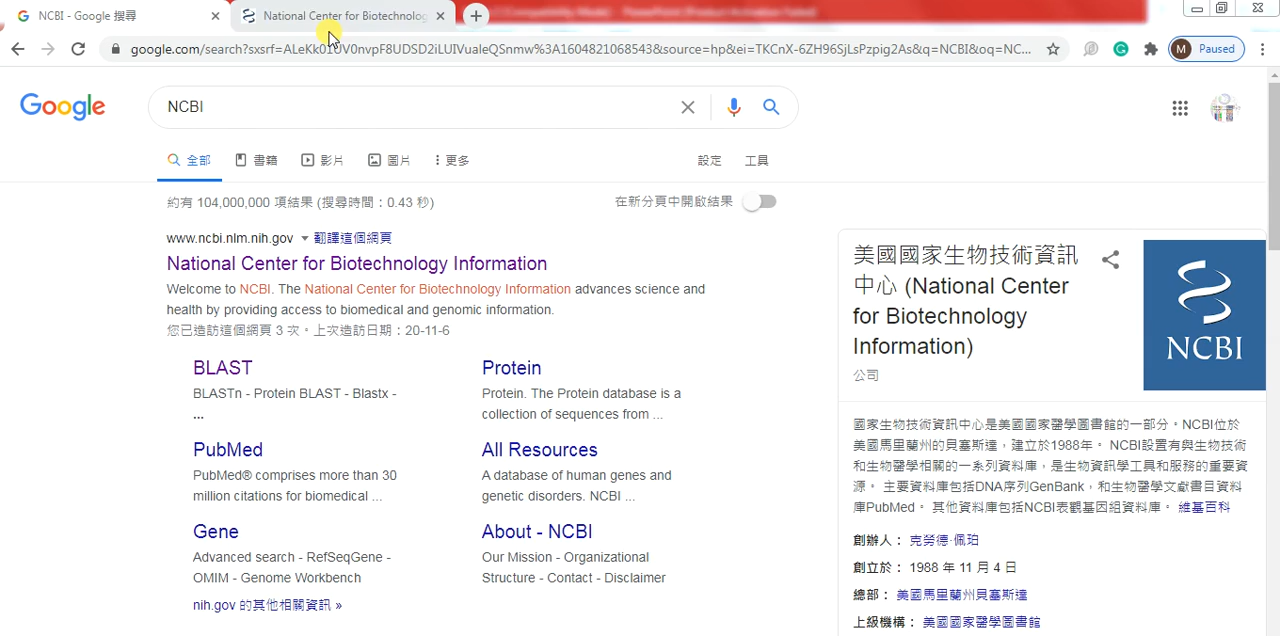 NCBI - Google 搜尋
National Center for Biotechnolog
google.com/search?sxsrf=ALeKk01UV0nvpF8UDSD2iLUIVualeQSnmw%3A1604821068543&source=hp&ei=TKCnX-6ZH96SjLsPzpig2As&q=NCBI&oq=NC...
M Paused
Google
NCBI
全部 書籍 影片 圖片 更多 設定 工具
約有 104,000,000 項結果 (搜尋時間：0.43 秒)
在新分頁中開啟結果
www.ncbi.nlm.nih.gov 翻譯這個網頁
National Center for Biotechnology Information
Welcome to NCBI. The National Center for Biotechnology Information advances science and
health by providing access to biomedical and genomic information.
您已造訪這個網頁 3 次。上次造訪日期：20-11-6
BLAST
BLASTn - Protein BLAST - Blastx -
...
Protein
Protein. The Protein database is a
collection of sequences from ...
PubMed
PubMed® comprises more than 30
million citations for biomedical ...
All Resources
A database of human genes and
genetic disorders. NCBI ...
Gene
Advanced search - RefSeqGene -
OMIM - Genome Workbench
About - NCBI
Our Mission - Organizational
Structure - Contact - Disclaimer
nih.gov 的其他相關資訊 »
美國國家生物技術資訊
中心 (National Center
for Biotechnology
Information)
公司
NCBI
國家生物技術資訊中心是美國國家醫學圖書館的一部分。NCBI位於
美國馬里蘭州的貝塞斯達，建立於1988年。 NCBI設置有與生物技術
和生物醫學相關的一系列資料庫，是生物資訊學工具和服務的重要資
源。 主要資料庫包括DNA序列GenBank，和生物醫學文獻書目資料
庫PubMed。 其他資料庫包括NCBI表觀基因組資料庫。 維基百科
創辦人： 克勞德·佩珀
創立於： 1988 年 11 月 4 日
總部： 美國馬里蘭州貝塞斯達
上級機構： 美國國家醫學圖書館